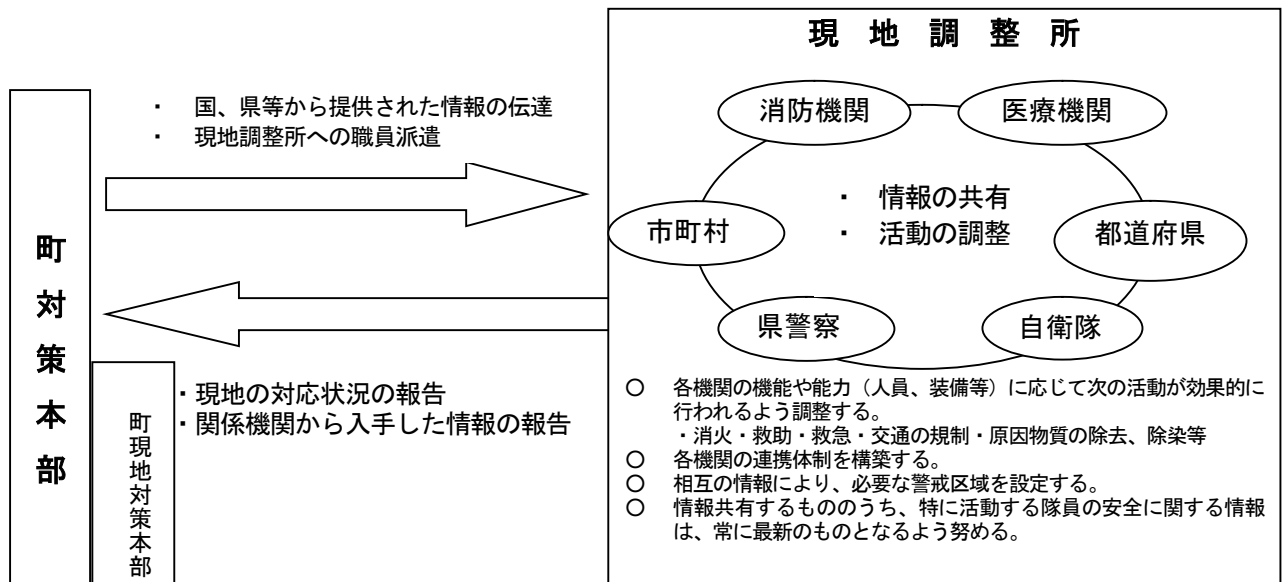 現地調整所
町対策本部
町現地対策本部
・ 国、県等から提供された情報の伝達
・ 現地調整所への職員派遣
・現地の対応状況の報告
・関係機関から入手した情報の報告
消防機関
医療機関
市町村
・ 情報の共有
・ 活動の調整
都道府県
県警察
自衛隊
○ 各機関の機能や能力（人員、装備等）に応じて次の活動が効果的に
行われるよう調整する。
・消火・救助・救急・交通の規制・原因物質の除去、除染等
○ 各機関の連携体制を構築する。
○ 相互の情報により、必要な警戒区域を設定する。
○ 情報共有するもののうち、特に活動する隊員の安全に関する情報
は、常に最新のものとなるよう努める。